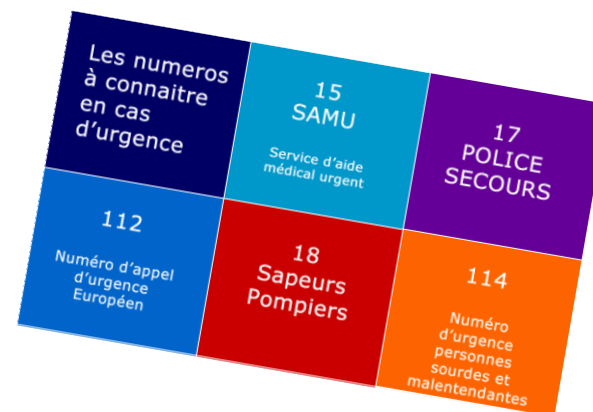 Les numeros
à connaitre
en cas
d'urgence
15
SAMU
Service d'aide
médical urgent
17
POLICE
SECOURS
112
Numéro d'appel
d'urgence
Européen
18
Sapeurs
Pompiers
114
Numéro
d'urgence
personnes
sourdes et
malentendantes